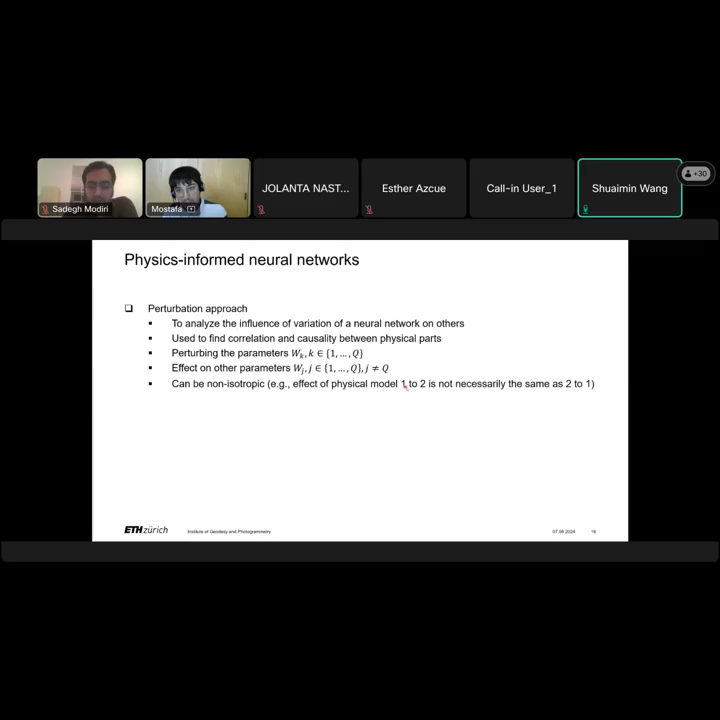 +30
JOLANTA NAST...
Esther Azcue
Call-in User_1
Shuaimin Wang
Sadegh Modiri
Mostafa
Physics-informed neural networks
Perturbation approach
To analyze the influence of variation of a neural network on others
Used to find correlation and causality between physical parts
Perturbing the parameters W_k, k ∈ {1, ..., Q}
Effect on other parameters W_j, j ∈ {1, ..., Q}, j ≠ Q
Can be non-isotropic (e.g., effect of physical model 1 to 2 is not necessarily the same as 2 to 1)
ETH zürich
Institute of Geodesy and Photogrammetry
07.06.2024